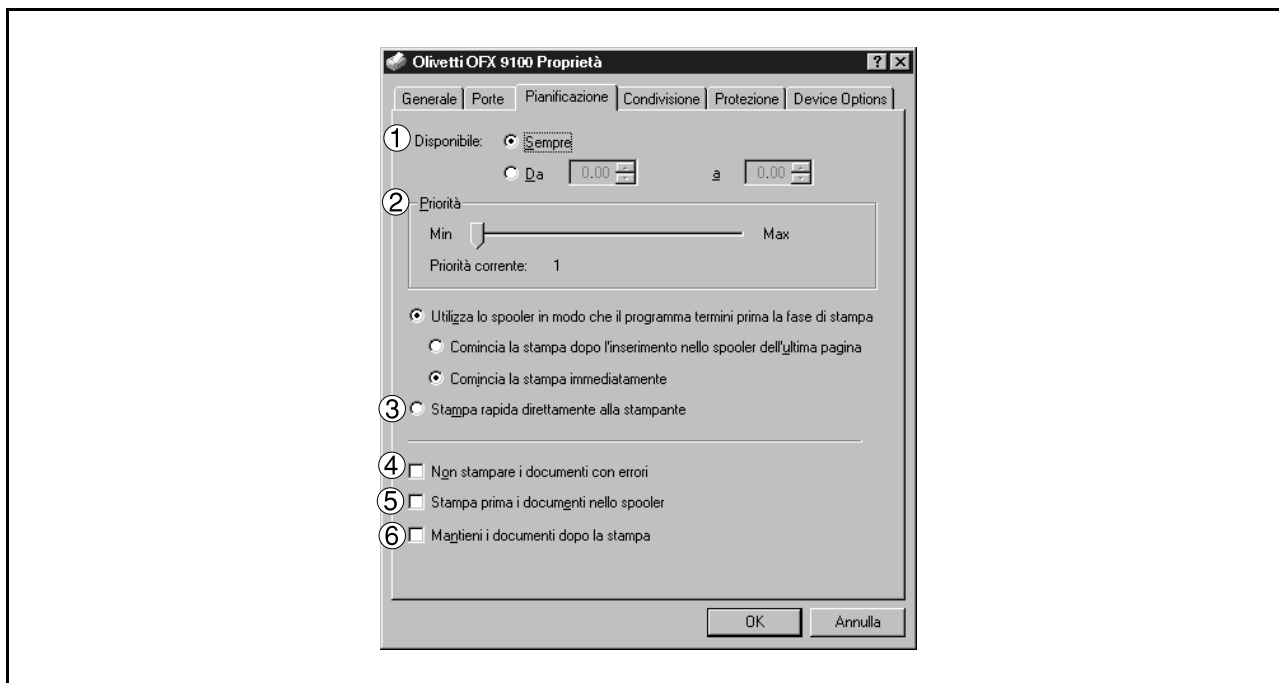 Olivetti OFX 9100 Proprietà
Generale Porte Pianificazione Condivisione Protezione Device Options
① Disponibile: Sempre
Da 0.00 a 0.00
② Priorità
Min Max
Priorità corrente: 1
Utilizza lo spooler in modo che il programma termini prima la fase di stampa
Comincia la stampa dopo l'inserimento nello spooler dell'ultima pagina
Comincia la stampa immediatamente
③ Stampa rapida direttamente alla stampante
④ Non stampare i documenti con errori
⑤ Stampa prima i documenti nello spooler
⑥ Mantieni i documenti dopo la stampa
OK Annulla